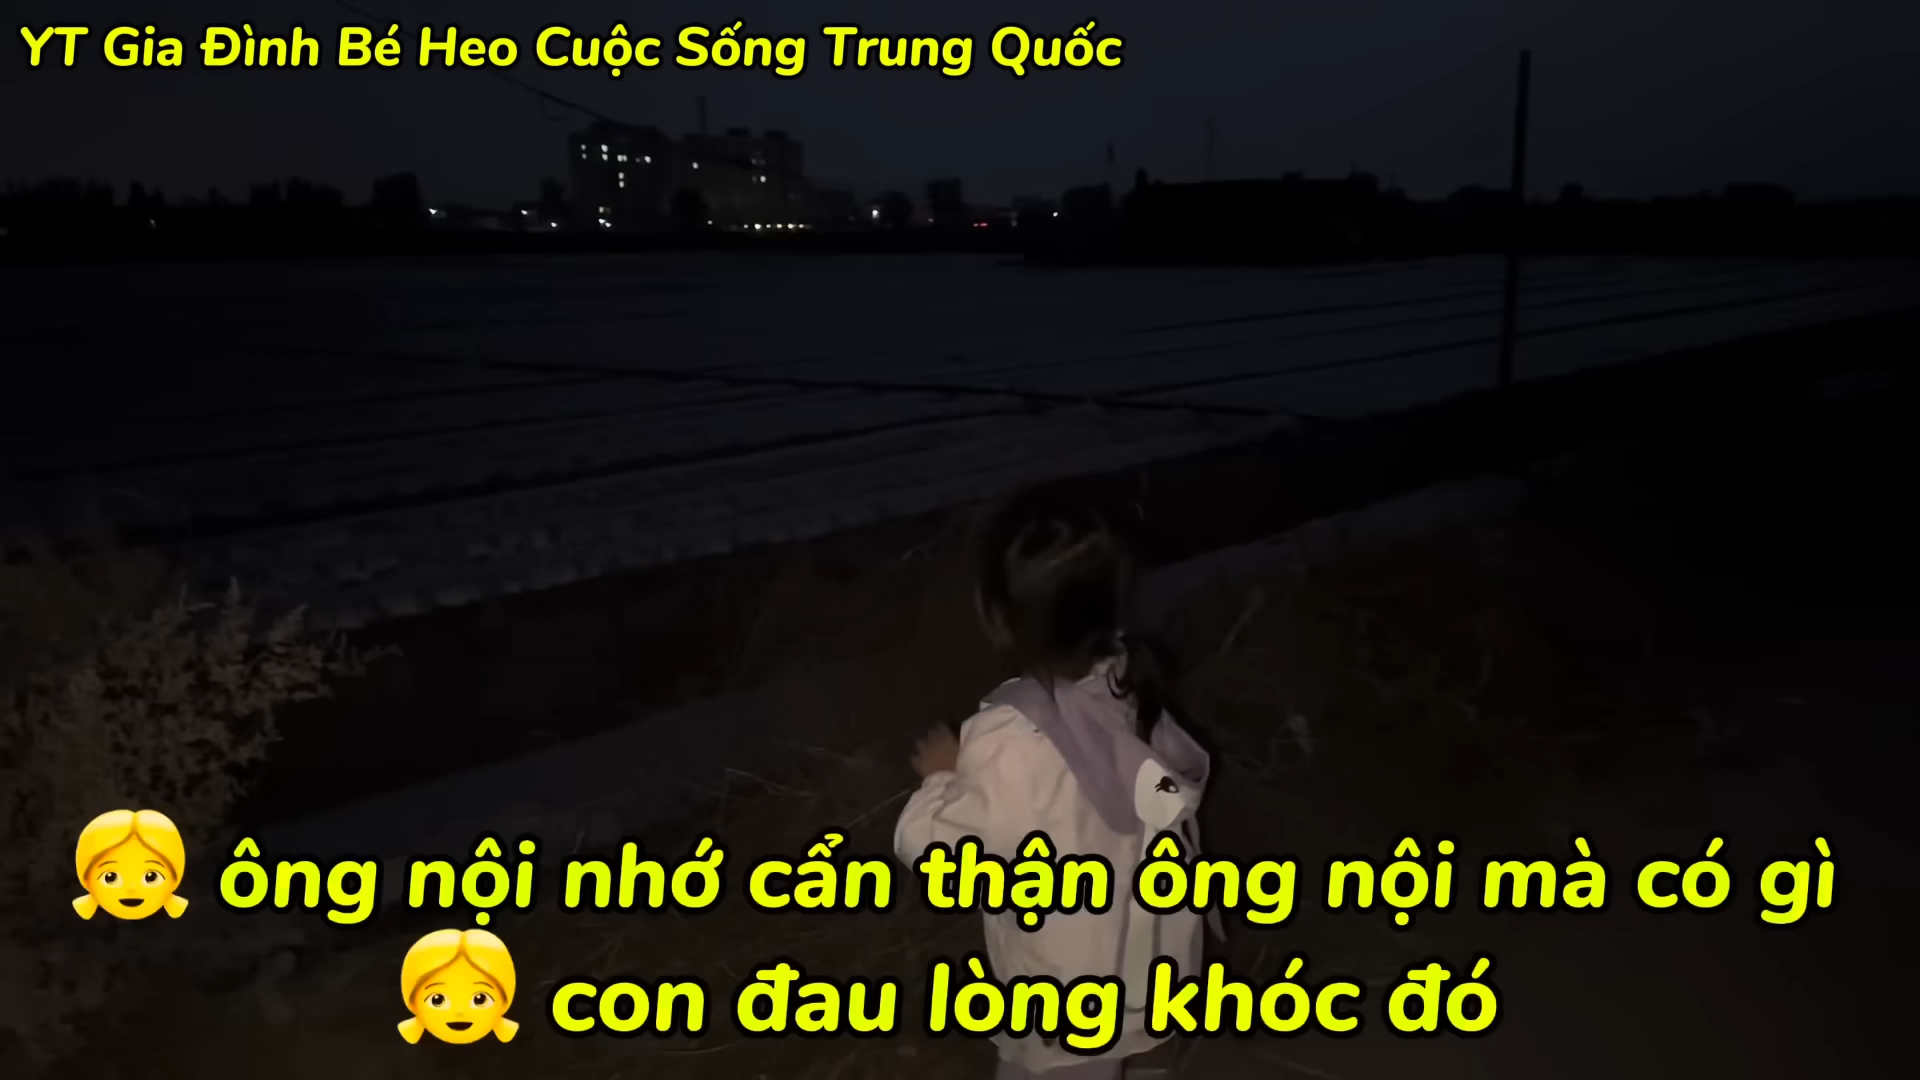 YT Gia Đình Bé Heo Cuộc Sống Trung Quốc
👧 ông nội nhớ cẩn thận ông nội mà có gì
👧 con đau lòng khóc đó